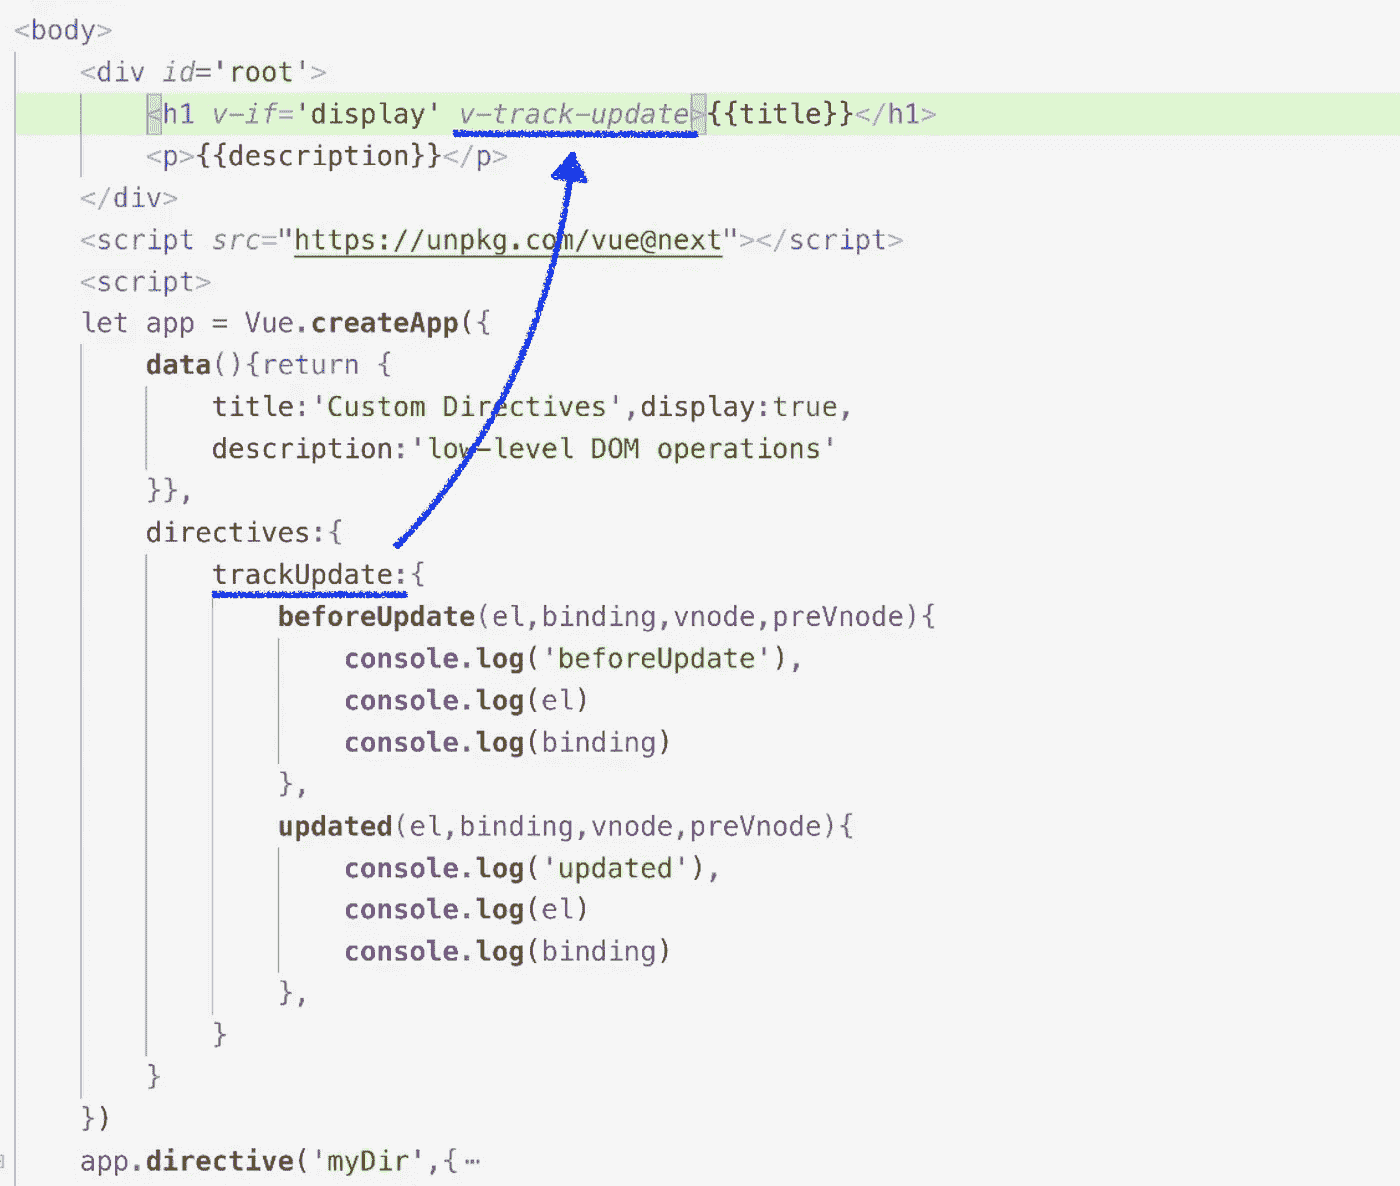 <body>
<div id='root'>
<h1 v-if='display' v-track-update>{{title}}</h1>
<p>{{description}}</p>
</div>
<script src="https://unpkg.com/vue@next"></script>
<script>
let app = Vue.createApp({
data(){return {
title:'Custom Directives',display:true,
description:'low-level DOM operations'
}},
directives:{
trackUpdate:{
beforeUpdate(el,binding,vnode,preVnode){
console.log('beforeUpdate'),
console.log(el)
console.log(binding)
},
updated(el,binding,vnode,preVnode){
console.log('updated'),
console.log(el)
console.log(binding)
},
}
}
})
app.directive('myDir',{⋯